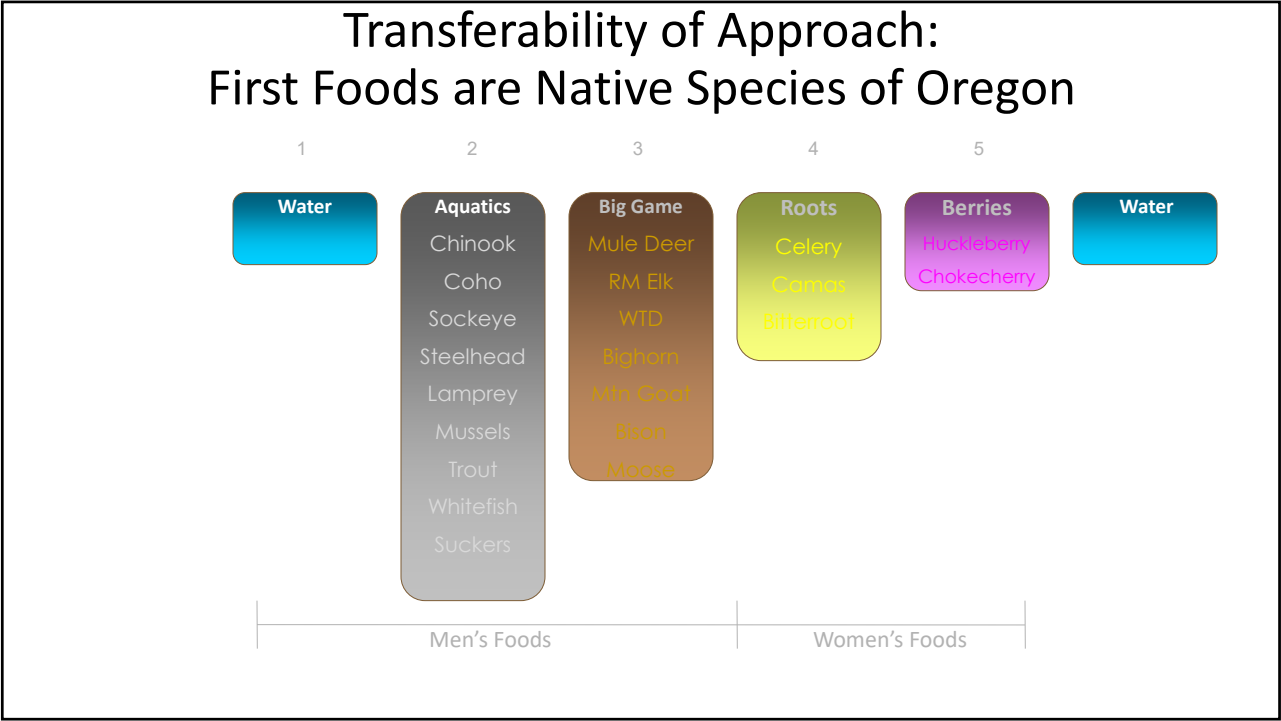 Transferability of Approach:
First Foods are Native Species of Oregon
1
2
3
4
5
Water
Aquatics
Chinook
Coho
Sockeye
Steelhead
Lamprey
Mussels
Trout
Whitefish
Suckers
Big Game
Mule Deer
RM Elk
WTD
Bighorn
Mtn Goat
Bison
Moose
Roots
Celery
Camas
Bitterroot
Berries
Huckleberry
Chokecherry
Water
Men's Foods
Women's Foods